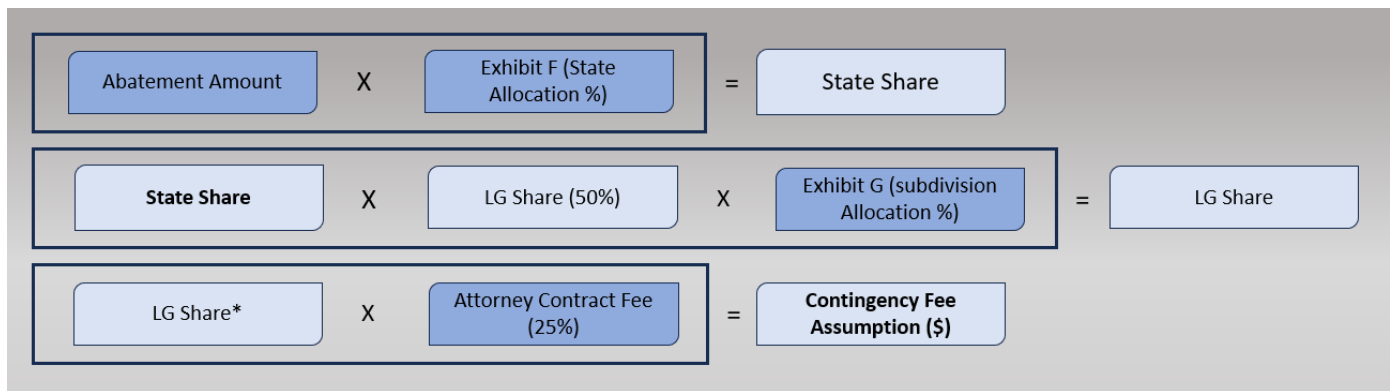 Abatement Amount X Exhibit F (State
Allocation %) = State Share
State Share X LG Share (50%) X Exhibit G (subdivision
Allocation %) = LG Share
LG Share* X Attorney Contract Fee
(25%) = Contingency Fee
Assumption ($)